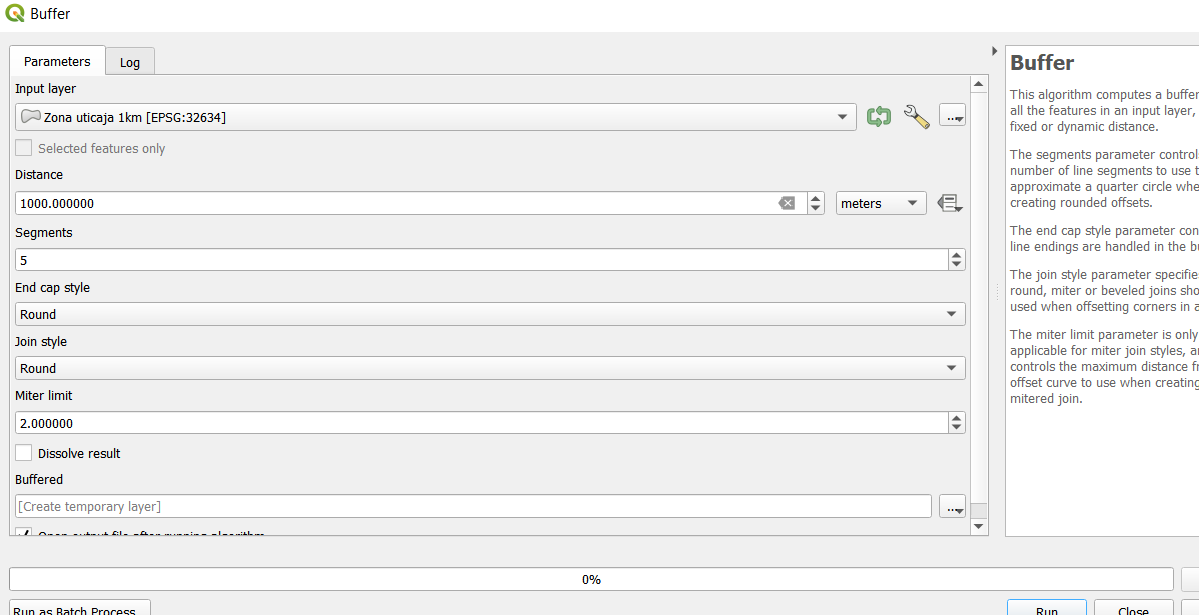 Buffer
Parameters
Log
Input layer
Zona uticaja 1km [EPSG:32634]
...
Selected features only
Distance
1000.000000
meters
Segments
5
End cap style
Round
Join style
Round
Miter limit
2.000000
Dissolve result
Buffered
[Create temporary layer]
...
Open output file after running algorithm
0%
Run as Batch Process
Run
Close
Buffer
This algorithm computes a buffer
all the features in an input layer,
fixed or dynamic distance.
The segments parameter control
number of line segments to use t
approximate a quarter circle whe
creating rounded offsets.
The end cap style parameter con
line endings are handled in the bu
The join style parameter specifie
round, miter or beveled joins sho
used when offsetting corners in a
The miter limit parameter is only
applicable for miter join styles, a
controls the maximum distance fr
offset curve to use when creating
mitered join.